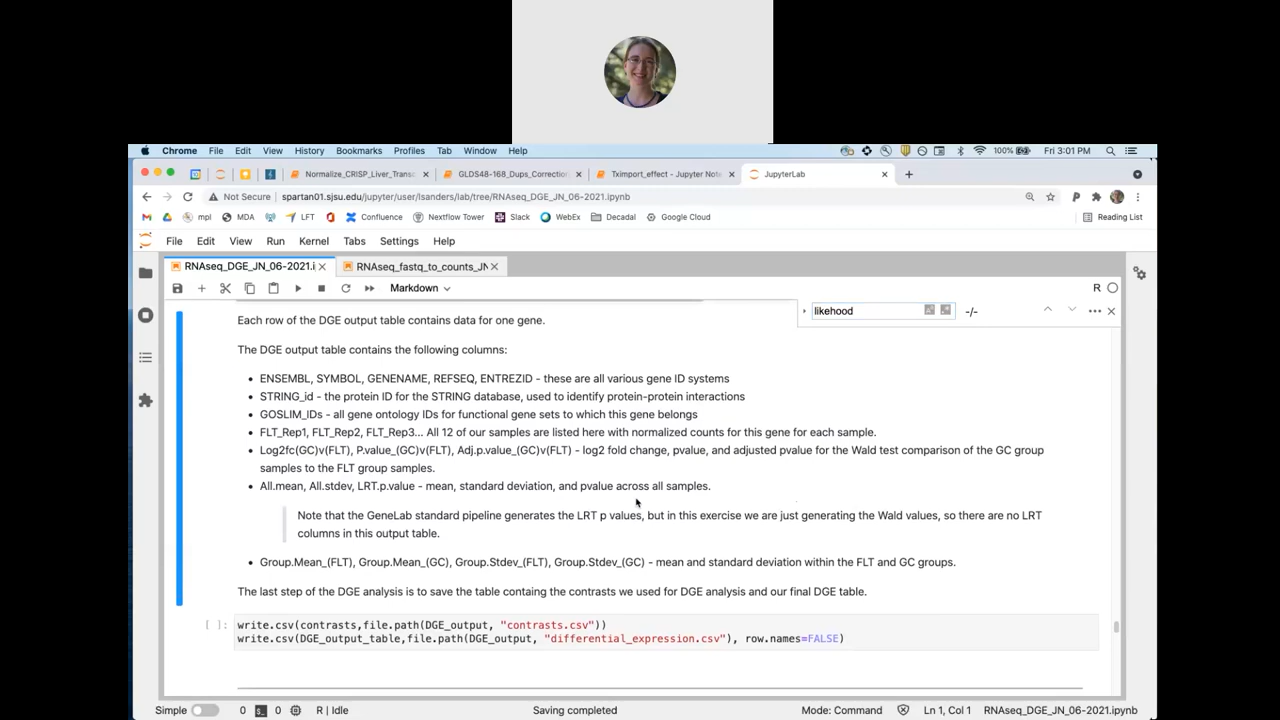 Chrome File Edit View History Bookmarks Profiles Tab Window Help 100% Fri 3:01 PM
Normalize_CRISP_Liver_Transc GLDS48-168_Dups_Correction Tximport_effect - Jupyter Note JupyterLab
Not Secure spartan01.sjsu.edu/jupyter/user/lsanders/lab/tree/RNAseq_DGE_JN_06-2021.ipynb
mpl MDA LFT Confluence Nextflow Tower Slack WebEx Decadal Google Cloud Reading List
File Edit View Run Kernel Tabs Settings Help
RNAseq_DGE_JN_06-2021.i RNAseq_fastq_to_counts_JN
Markdown R
likehood -/-
Each row of the DGE output table contains data for one gene.
The DGE output table contains the following columns:
• ENSEMBL, SYMBOL, GENENAME, REFSEQ, ENTREZID - these are all various gene ID systems
• STRING_id - the protein ID for the STRING database, used to identify protein-protein interactions
• GOSLIM_IDs - all gene ontology IDs for functional gene sets to which this gene belongs
• FLT_Rep1, FLT_Rep2, FLT_Rep3... All 12 of our samples are listed here with normalized counts for this gene for each sample.
• Log2fc(GC)v(FLT), P.value_(GC)v(FLT), Adj.p.value_(GC)v(FLT) - log2 fold change, pvalue, and adjusted pvalue for the Wald test comparison of the GC group
samples to the FLT group samples.
• All.mean, All.stdev, LRT.p.value - mean, standard deviation, and pvalue across all samples.
Note that the GeneLab standard pipeline generates the LRT p values, but in this exercise we are just generating the Wald values, so there are no LRT
columns in this output table.
• Group.Mean_(FLT), Group.Mean_(GC), Group.Stdev_(FLT), Group.Stdev_(GC) - mean and standard deviation within the FLT and GC groups.
The last step of the DGE analysis is to save the table containg the contrasts we used for DGE analysis and our final DGE table.
[ ]: write.csv(contrasts,file.path(DGE_output, "contrasts.csv"))
write.csv(DGE_output_table,file.path(DGE_output, "differential_expression.csv"), row.names=FALSE)
Simple 0 0 R | Idle Saving completed Mode: Command Ln 1, Col 1 RNAseq_DGE_JN_06-2021.ipynb